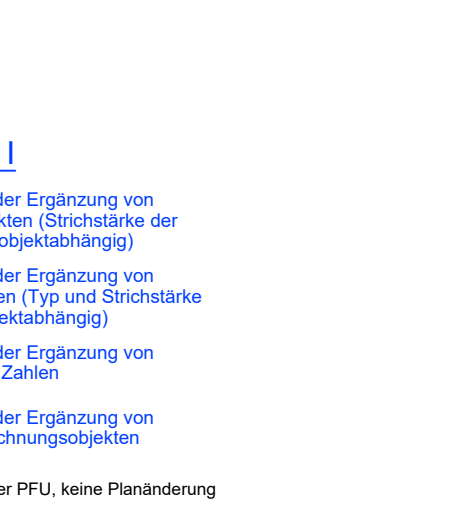 I
der Ergänzung von
kten (Strichstärke der
objektabhängig)
der Ergänzung von
en (Typ und Strichstärke
ektabhängig)
der Ergänzung von
Zahlen
der Ergänzung von
chnungsobjekten
er PFU, keine Planänderung